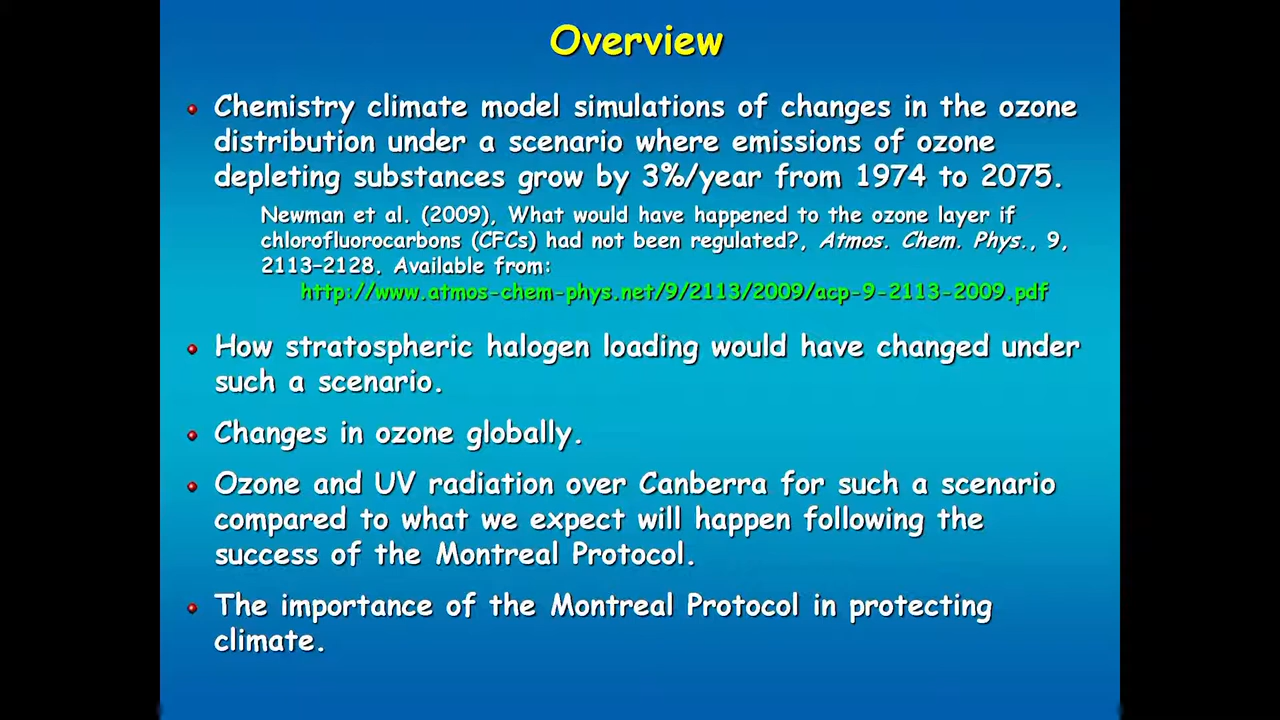 Overview
Chemistry climate model simulations of changes in the ozone
distribution under a scenario where emissions of ozone
depleting substances grow by 3%/year from 1974 to 2075.
Newman et al. (2009), What would have happened to the ozone layer if
chlorofluorocarbons (CFCs) had not been regulated?, Atmos. Chem. Phys., 9,
2113–2128. Available from:
http://www.atmos-chem-phys.net/9/2113/2009/acp-9-2113-2009.pdf
How stratospheric halogen loading would have changed under
such a scenario.
Changes in ozone globally.
Ozone and UV radiation over Canberra for such a scenario
compared to what we expect will happen following the
success of the Montreal Protocol.
The importance of the Montreal Protocol in protecting
climate.